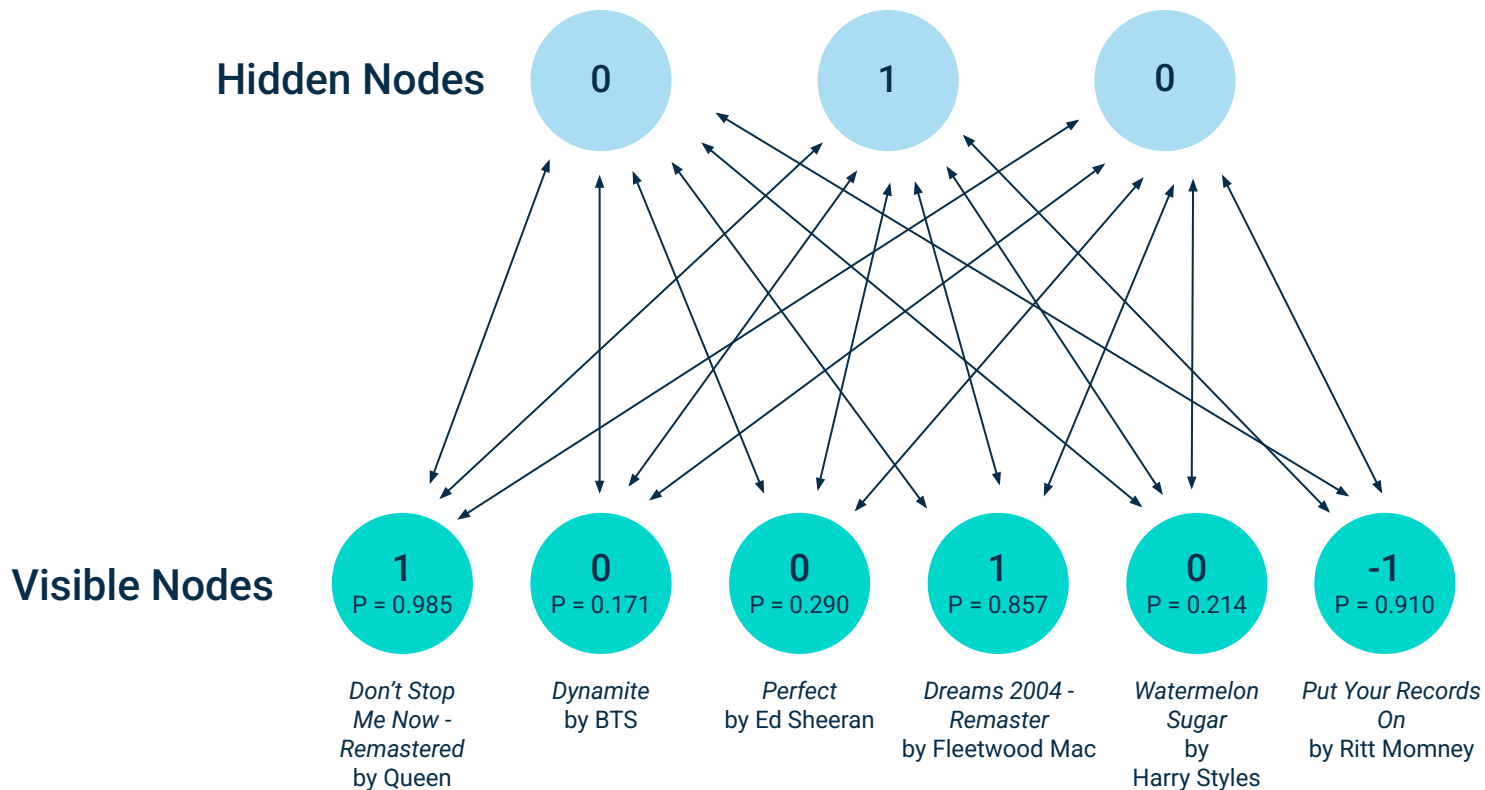 Hidden Nodes
0
1
0
Visible Nodes
1
P = 0.985
0
P = 0.171
0
P = 0.290
1
P = 0.857
0
P = 0.214
-1
P = 0.910
Don’t Stop
Me Now -
Remastered
by Queen
Dynamite
by BTS
Perfect
by Ed Sheeran
Dreams 2004 -
Remaster
by Fleetwood Mac
Watermelon
Sugar
by
Harry Styles
Put Your Records
On
by Ritt Momney